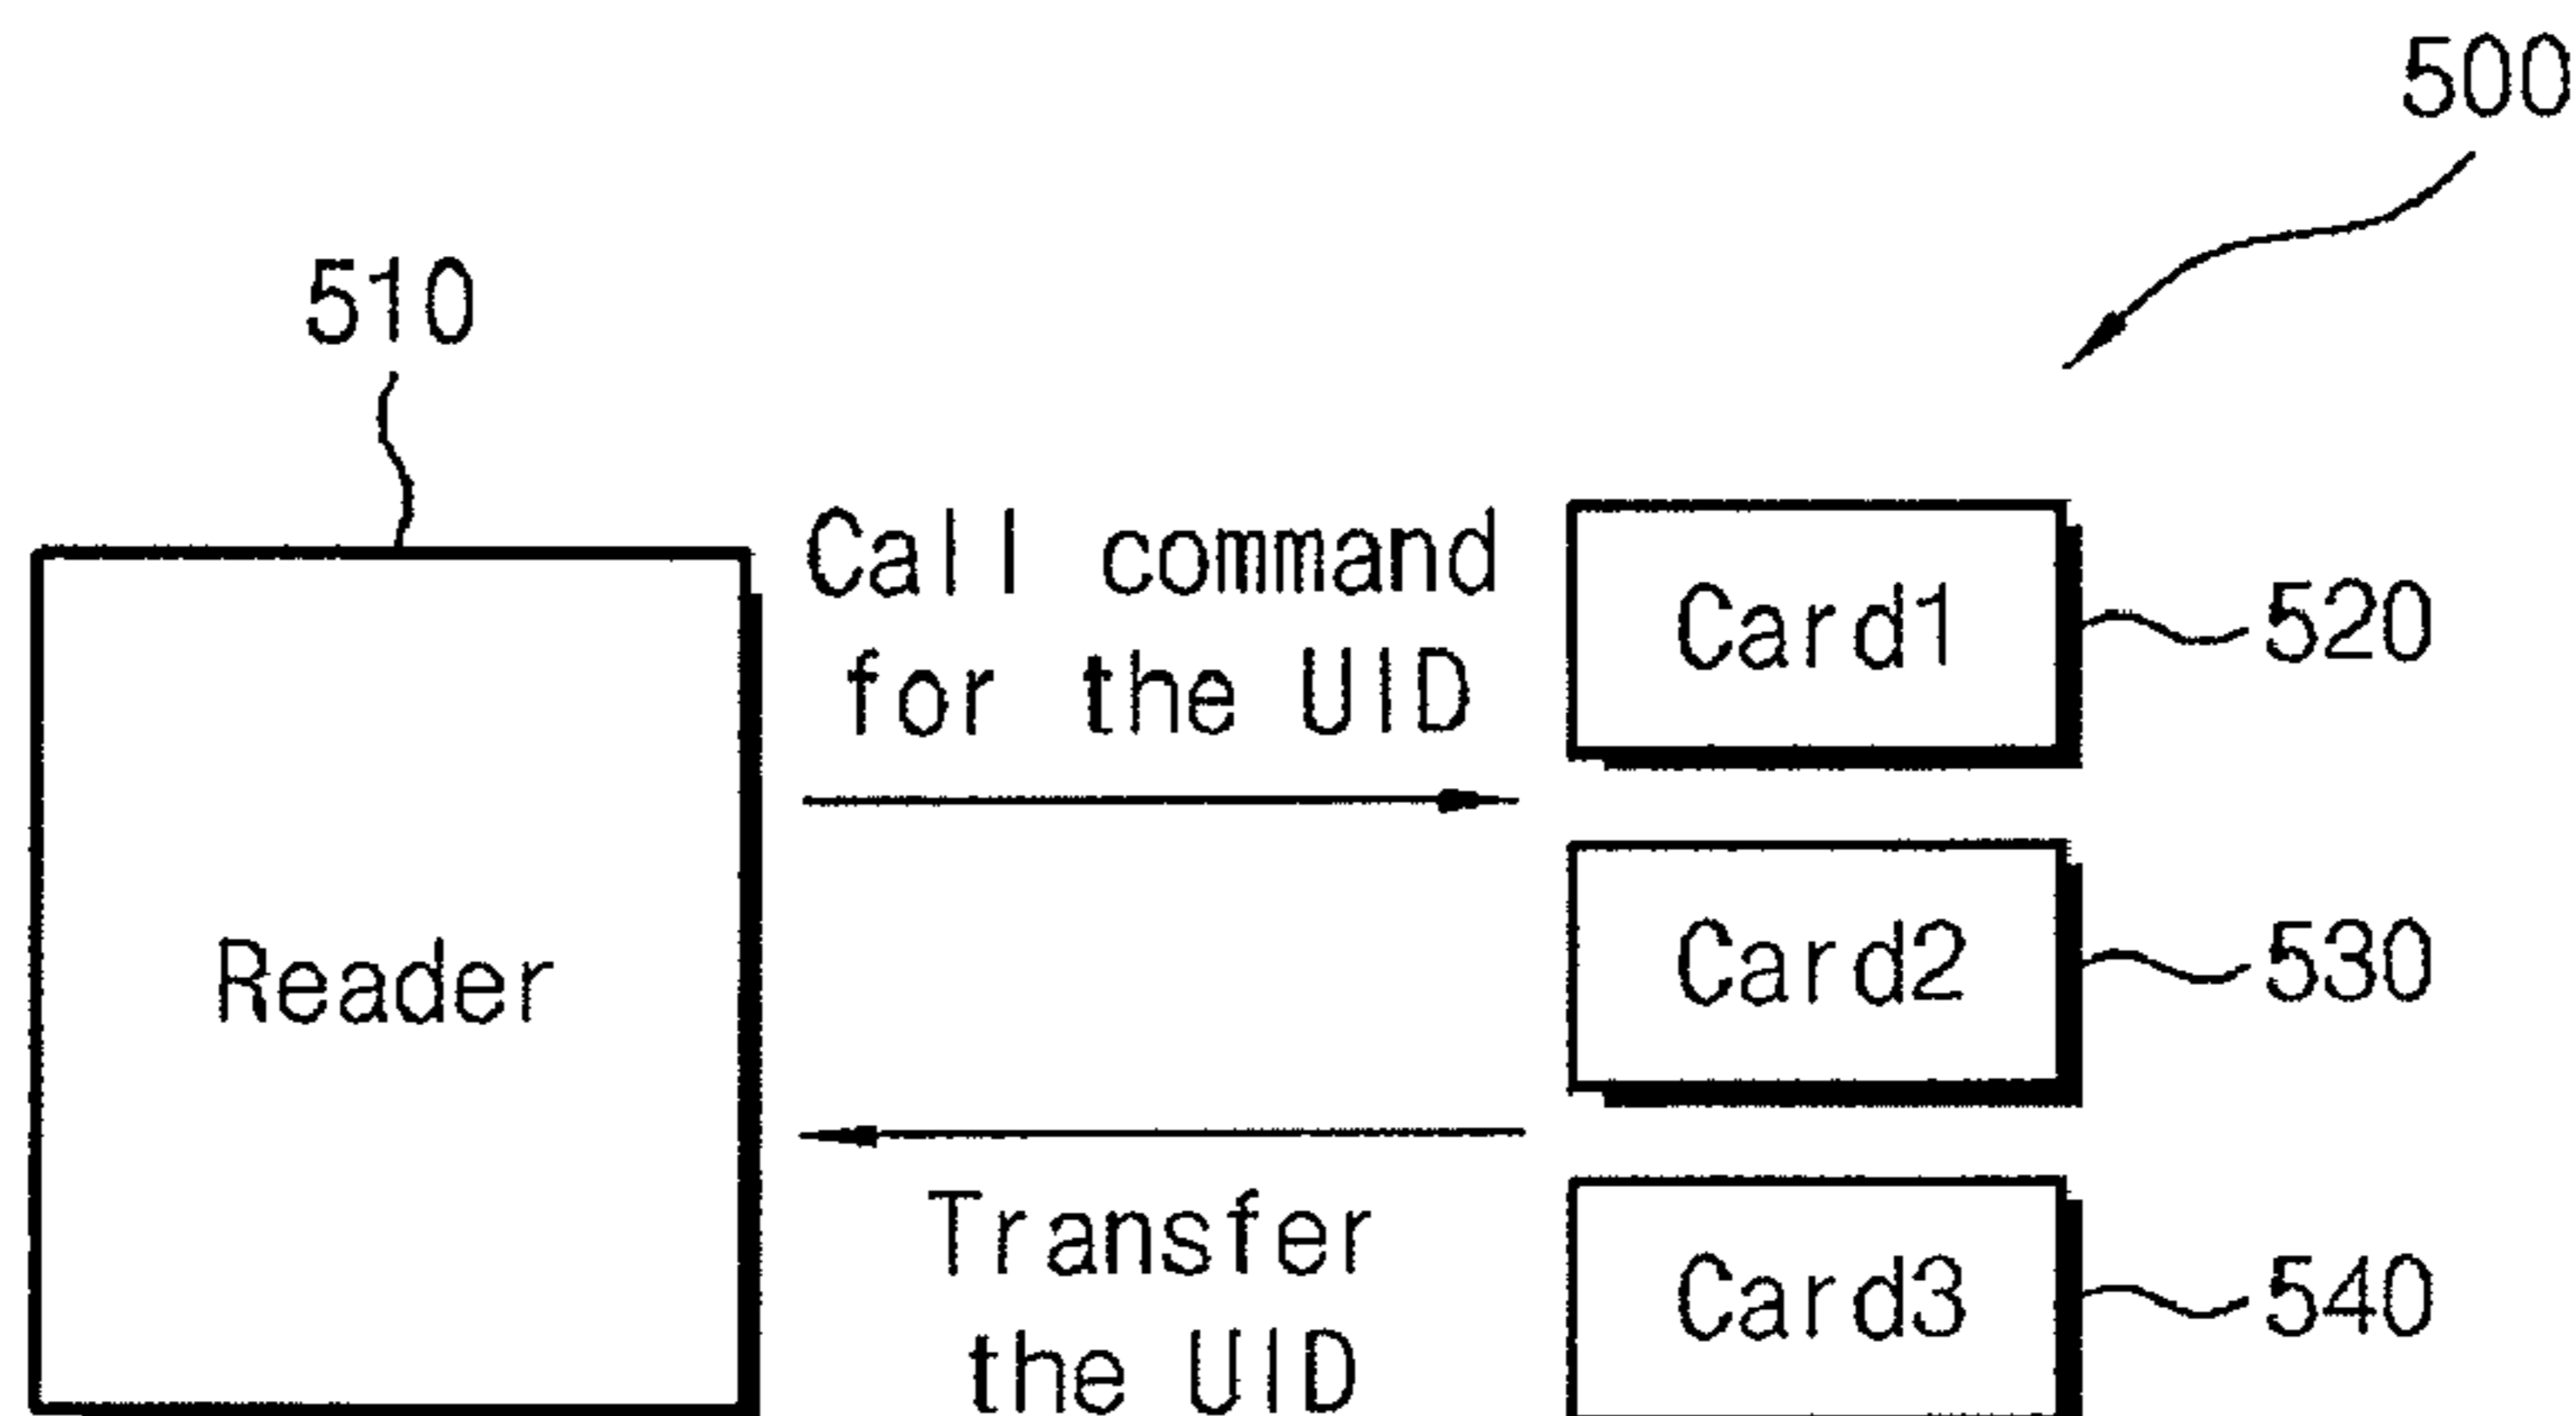 500
510
Call command
for the UID
Card1
520
Reader
Card2
530
Transfer
the UID
Card3
540